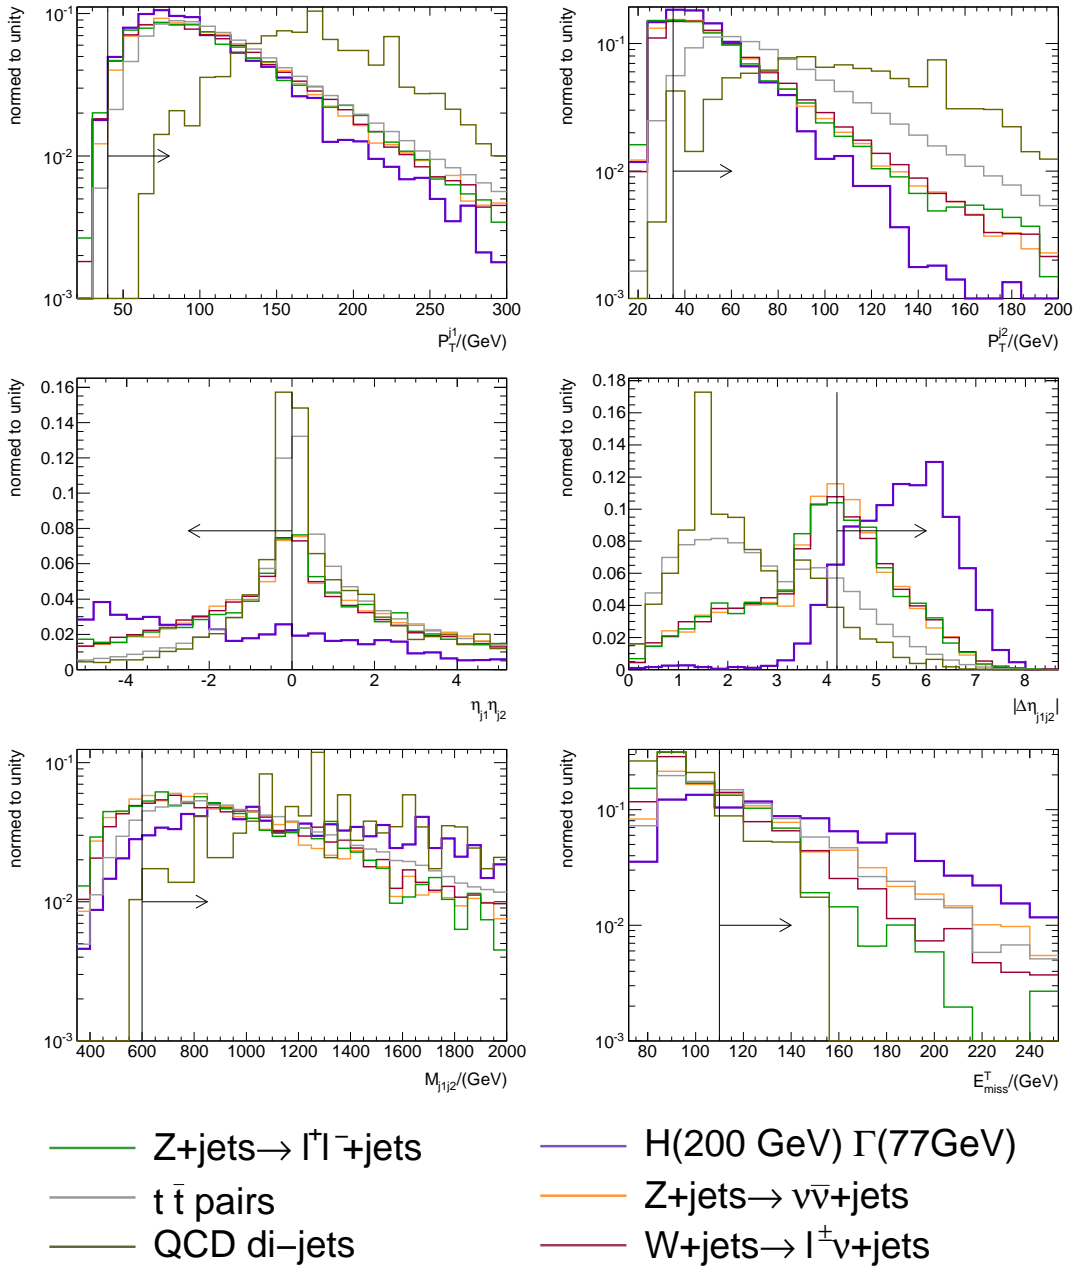 normed to unity
10⁻¹
10⁻²
10⁻³
50 100 150 200 250 300
P_T^{j1}/(GeV)
normed to unity
10⁻¹
10⁻²
10⁻³
20 40 60 80 100 120 140 160 180 200
P_T^{j2}/(GeV)
normed to unity
0.16
0.14
0.12
0.1
0.08
0.06
0.04
0.02
0
-4 -2 0 2 4
η_{j1} η_{j2}
normed to unity
0.18
0.16
0.14
0.12
0.1
0.08
0.06
0.04
0.02
0
0 1 2 3 4 5 6 7 8
|Δη_{j1j2}|
normed to unity
10⁻¹
10⁻²
10⁻³
400 600 800 1000 1200 1400 1600 1800 2000
M_{j1j2}/(GeV)
normed to unity
10⁻¹
10⁻²
10⁻³
80 100 120 140 160 180 200 220 240
E_{miss}^T/(GeV)
Z+jets→ l⁺l⁻+jets
t t̄ pairs
QCD di−jets
H(200 GeV) Γ(77GeV)
Z+jets→ νν̄+jets
W+jets→ l^±ν+jets